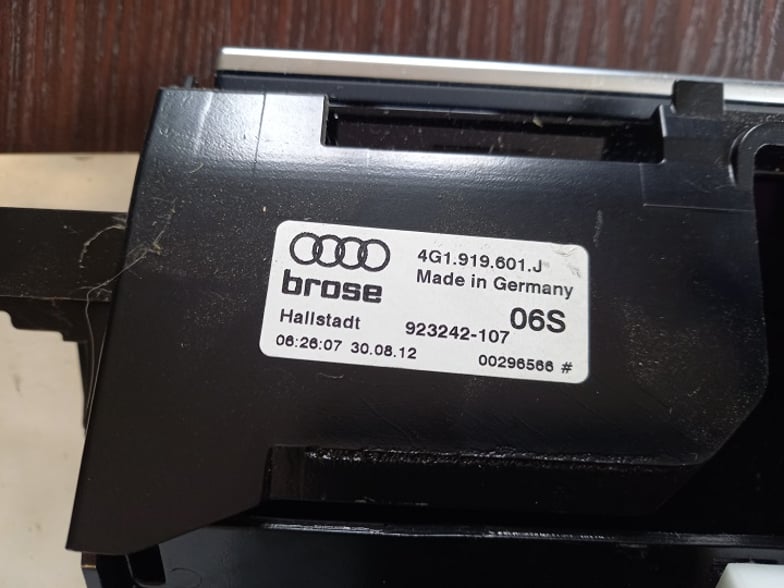 4G1.919.601.J
Made in Germany
brose
06S
Hallstadt 923242-107
06:26:07 30.08.12 00296566 #